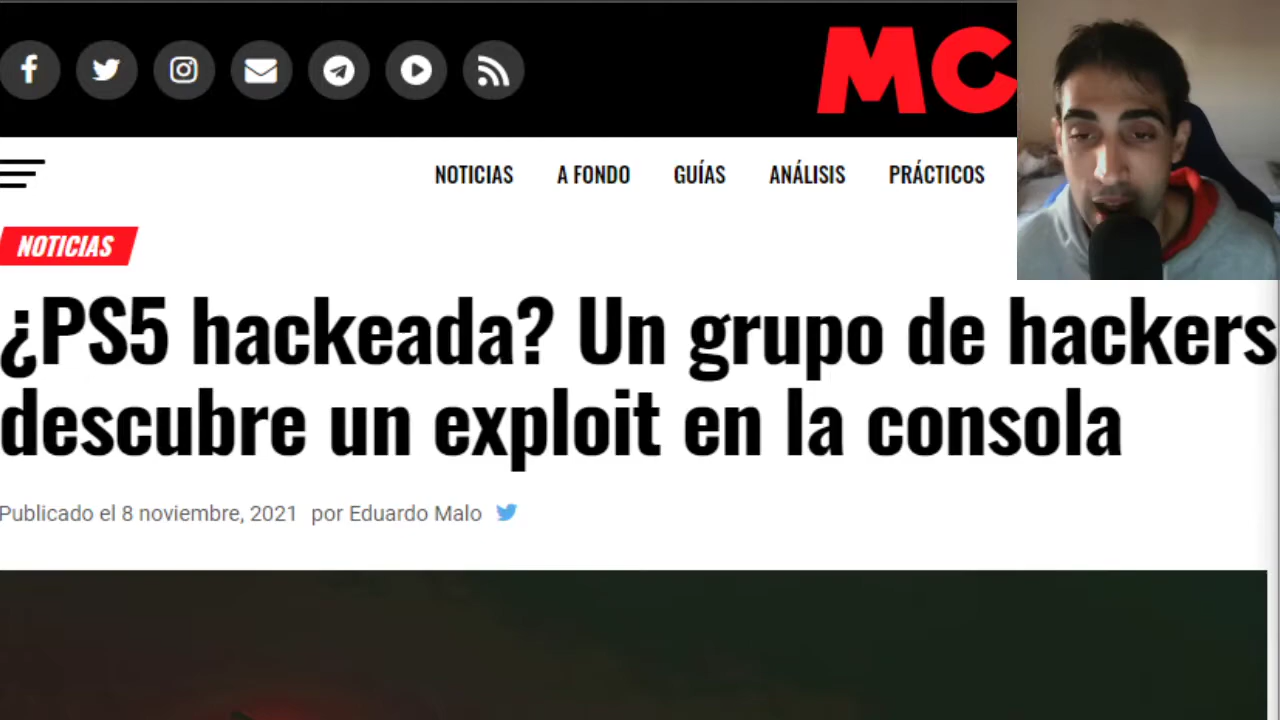 MC
NOTICIAS A FONDO GUÍAS ANÁLISIS PRÁCTICOS
NOTICIAS
¿PS5 hackeada? Un grupo de hackers
descubre un exploit en la consola
Publicado el 8 noviembre, 2021 por Eduardo Malo